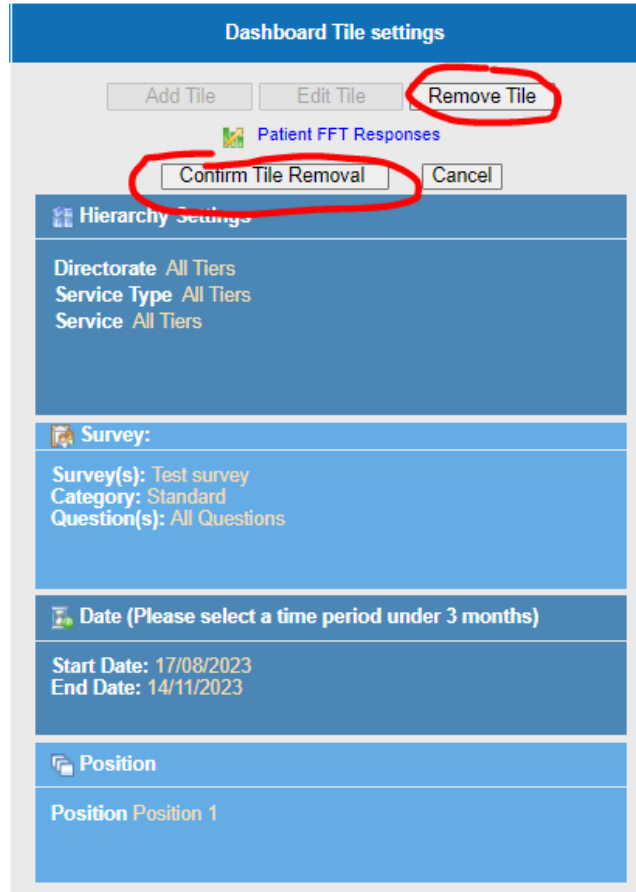 Dashboard Tile settings
Add Tile Edit Tile Remove Tile
Patient FFT Responses
Confirm Tile Removal Cancel
Hierarchy Settings
Directorate All Tiers
Service Type All Tiers
Service All Tiers
Survey:
Survey(s): Test survey
Category: Standard
Question(s): All Questions
Date (Please select a time period under 3 months)
Start Date: 17/08/2023
End Date: 14/11/2023
Position
Position Position 1